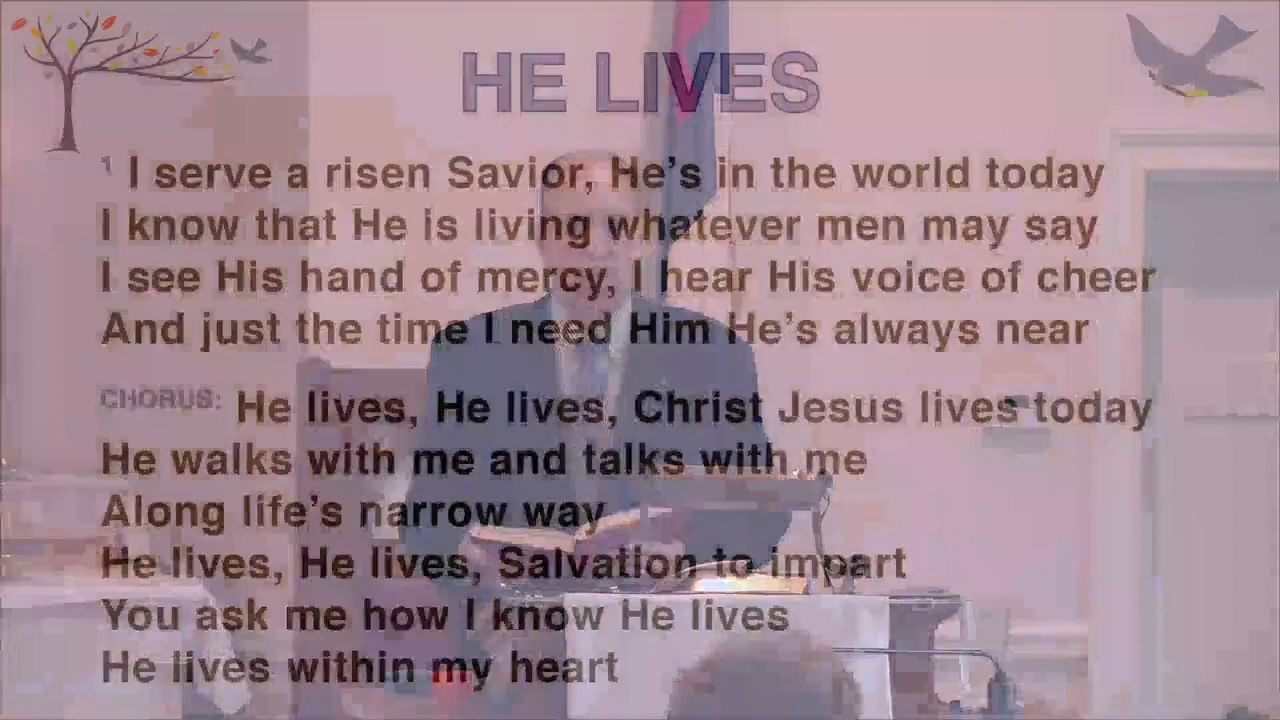 HE LIVES
1 I serve a risen Savior, He's in the world today
I know that He is living whatever men may say
I see His hand of mercy, I hear His voice of cheer
And just the time I need Him He's always near
CHORUS: He lives, He lives, Christ Jesus lives today
He walks with me and talks with me
Along life's narrow way
He lives, He lives, Salvation to impart
You ask me how I know He lives
He lives within my heart